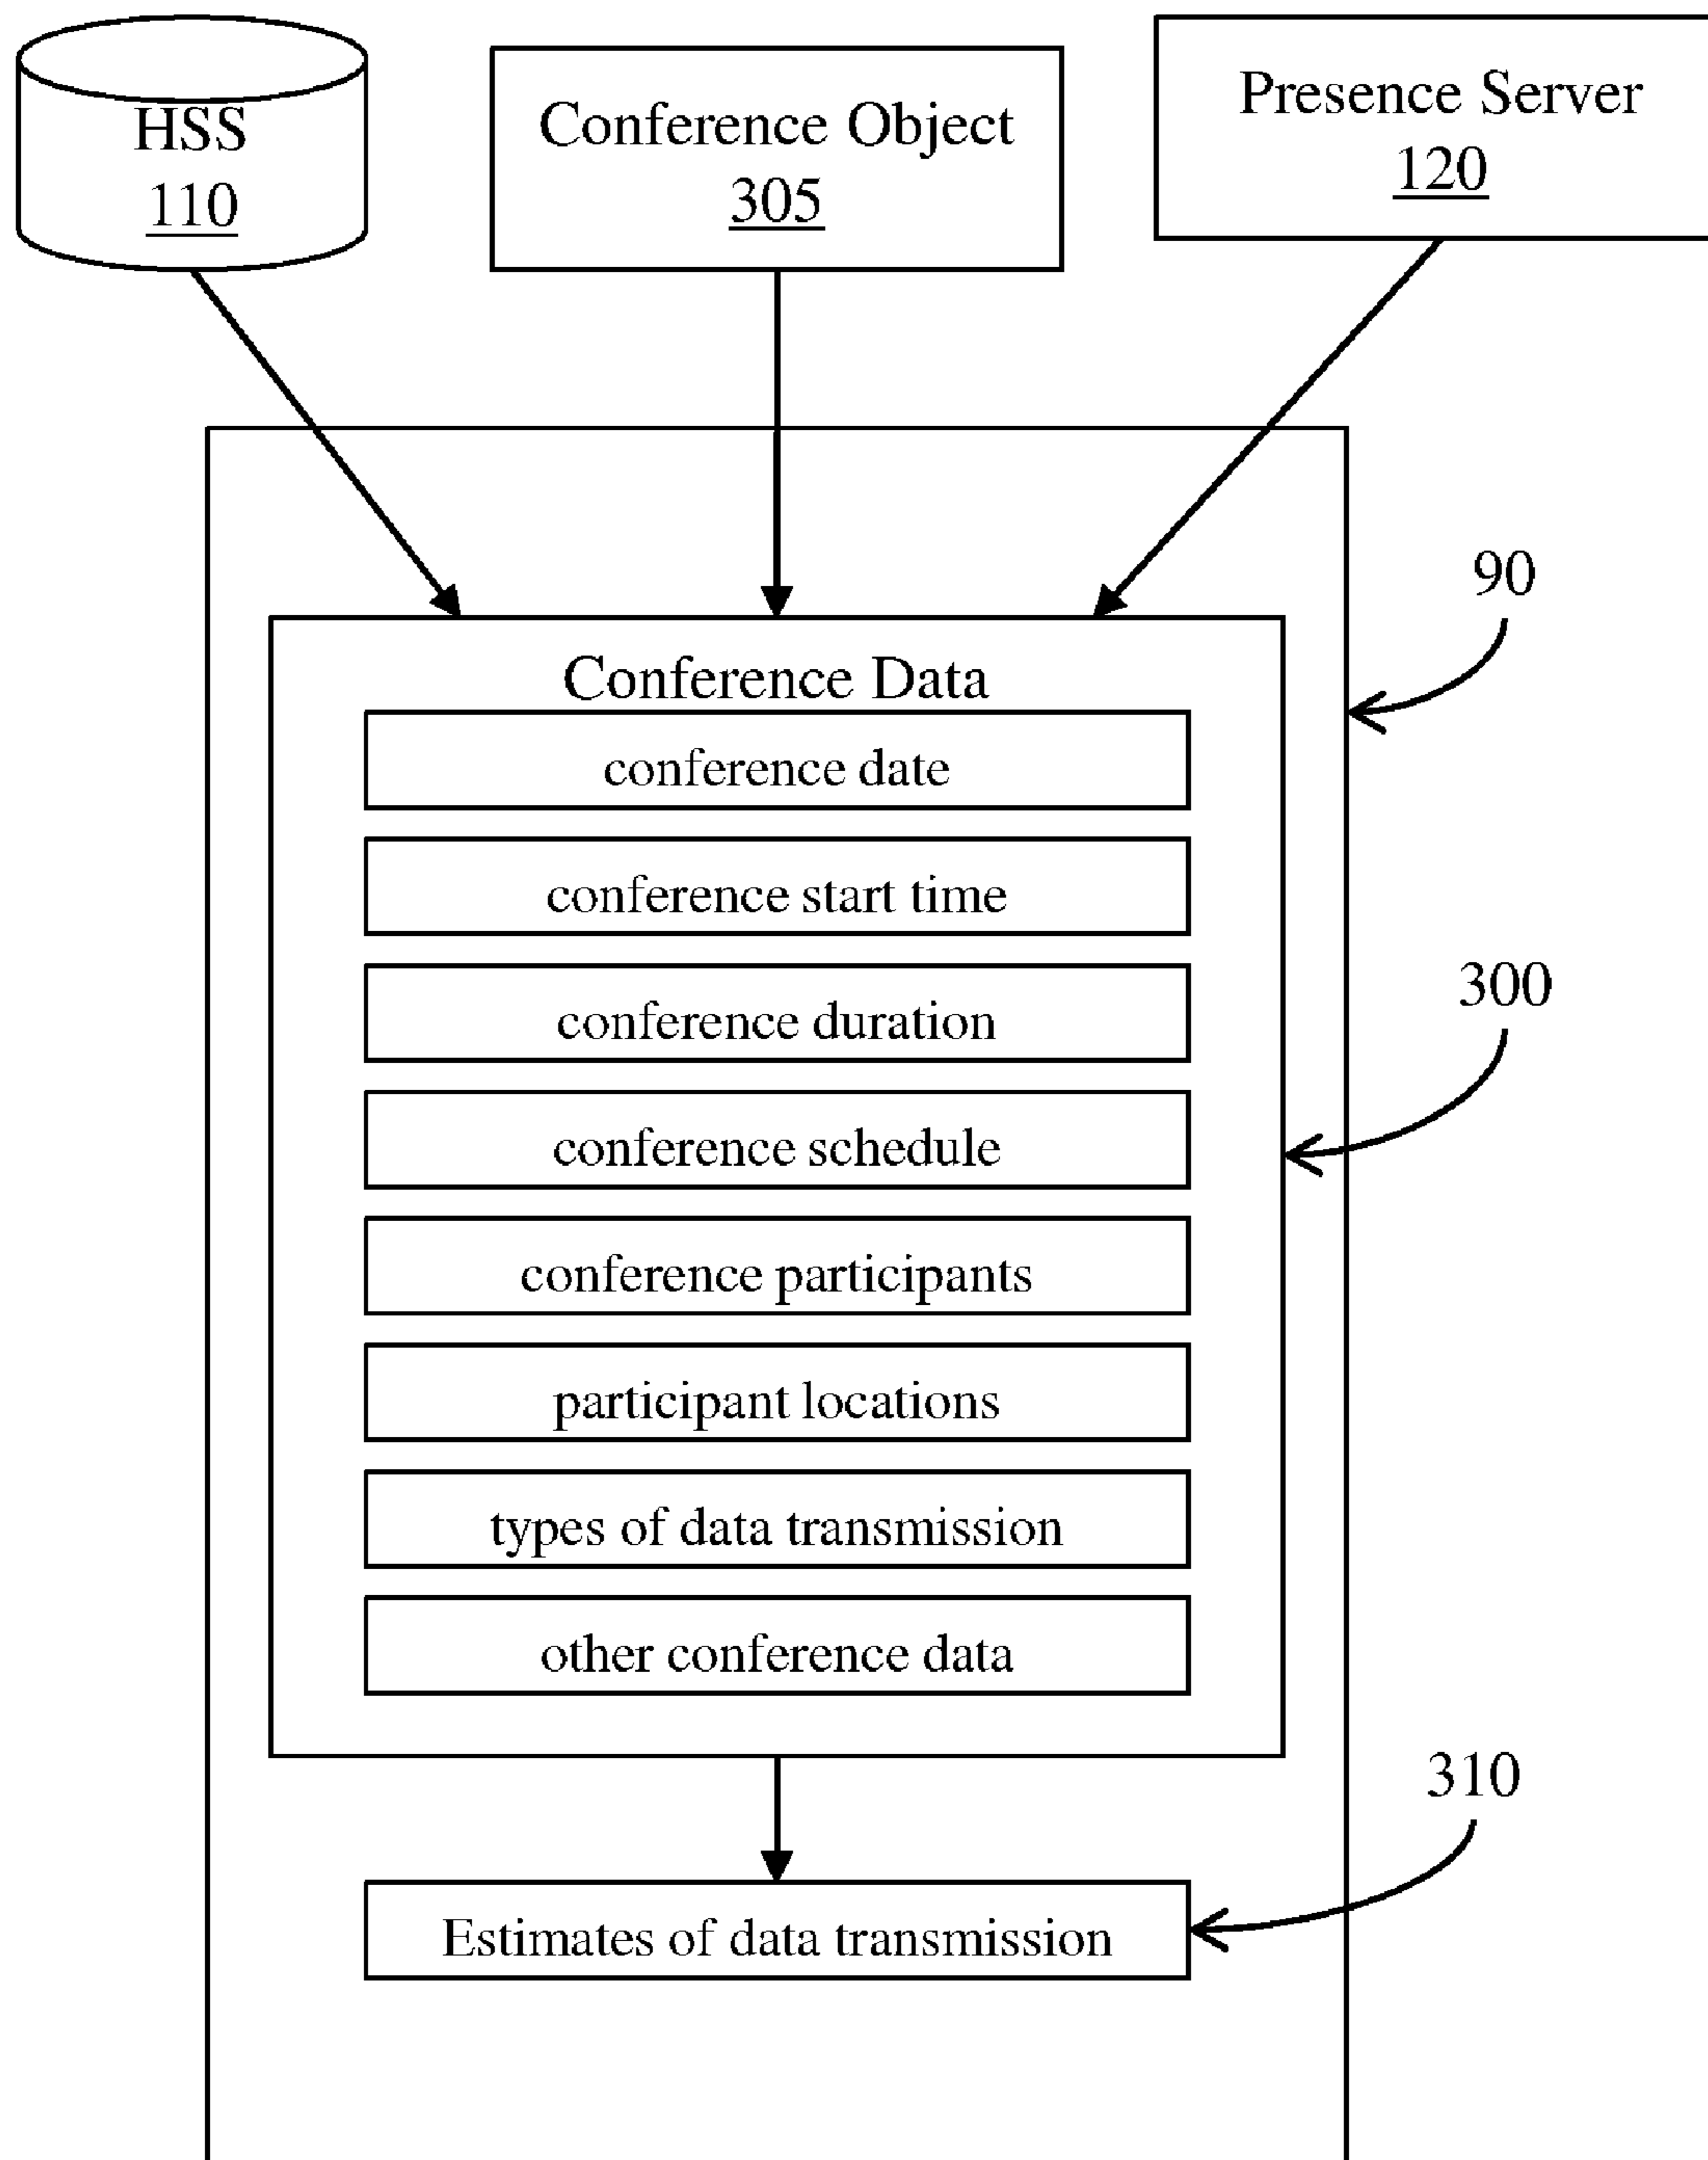 HSS
110
Conference Object
305
Presence Server
120
90
Conference Data
conference date
conference start time
conference duration
300
conference schedule
conference participants
participant locations
types of data transmission
other conference data
310
Estimates of data transmission